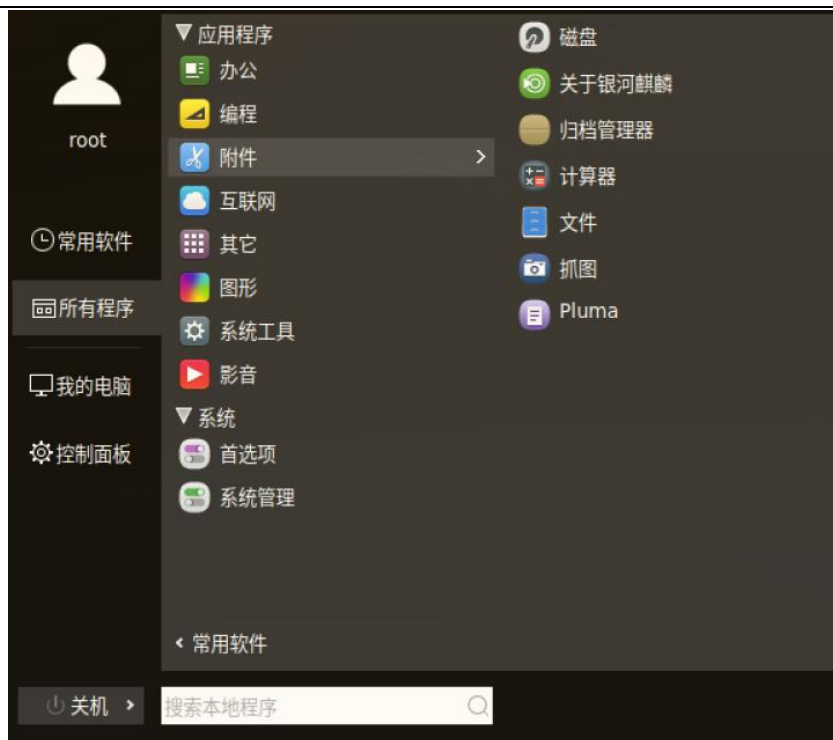 root
常用软件
所有程序
我的电脑
控制面板
关机
应用程序
办公
编程
附件
互联网
其它
图形
系统工具
影音
系统
首选项
系统管理
常用软件
搜索本地程序
磁盘
关于银河麒麟
归档管理器
计算器
文件
抓图
Pluma